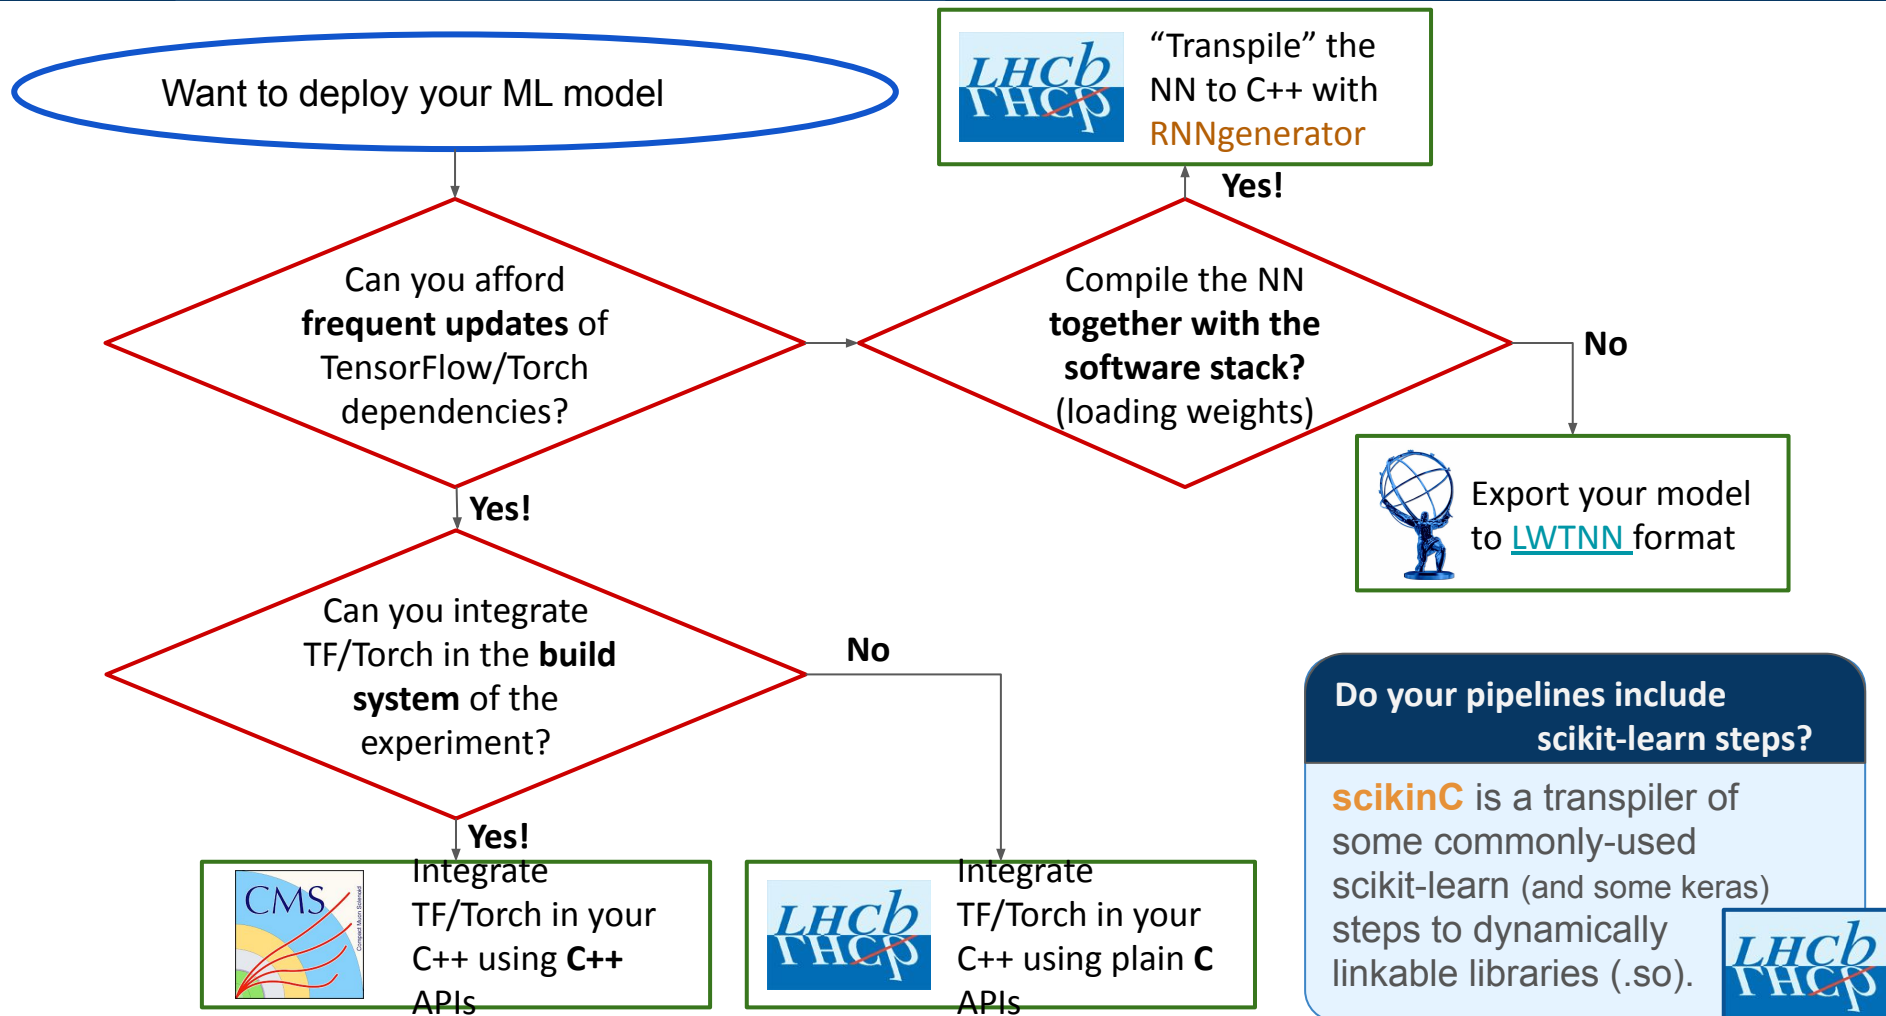 Want to deploy your ML model
LHCb
LHCb
“Transpile” the
NN to C++ with
RNNgenerator
Yes!
Can you afford
frequent updates of
TensorFlow/Torch
dependencies?
Compile the NN
together with the
software stack?
(loading weights)
No
Export your model
to LWTNN format
Yes!
Can you integrate
TF/Torch in the build
system of the
experiment?
No
Yes!
CMS
Compact Muon Solenoid
Integrate
TF/Torch in your
C++ using C++
APIs
LHCb
LHCb
Integrate
TF/Torch in your
C++ using plain C
APIs
Do your pipelines include
scikit-learn steps?
scikinC is a transpiler of
some commonly-used
scikit-learn (and some keras)
steps to dynamically
linkable libraries (.so).
LHCb
LHCb